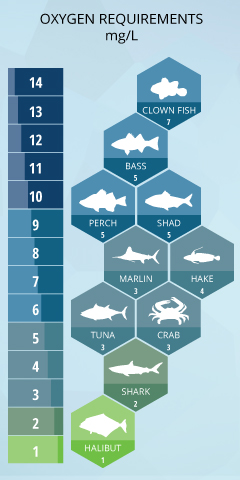 OXYGEN REQUIREMENTS
mg/L
14
13
12
11
10
9
8
7
6
5
4
3
2
1
CLOWN FISH
7
BASS
5
PERCH
5
SHAD
5
MARLIN
3
HAKE
4
TUNA
3
CRAB
3
SHARK
2
HALIBUT
1